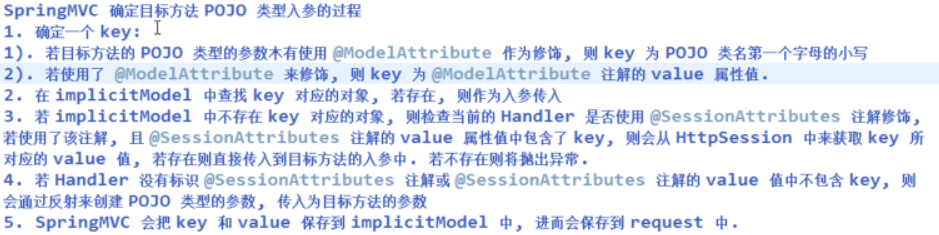 SpringMVC 确定目标方法 POJO 类型入参的过程
1. 确定一个 key:
1). 若目标方法的 POJO 类型的参数木有使用 @ModelAttribute 作为修饰, 则 key 为 POJO 类名第一个字母的小写
2). 若使用了 @ModelAttribute 来修饰, 则 key 为 @ModelAttribute 注解的 value 属性值.
2. 在 implicitModel 中查找 key 对应的对象, 若存在, 则作为入参传入
3. 若 implicitModel 中不存在 key 对应的对象, 则检查当前的 Handler 是否使用 @SessionAttributes 注解修饰,
若使用了该注解, 且 @SessionAttributes 注解的 value 属性值中包含了 key, 则会从 HttpSession 中来获取 key 所
对应的 value 值, 若存在则直接传入到目标方法的入参中. 若不存在则将抛出异常.
4. 若 Handler 没有标识 @SessionAttributes 注解或 @SessionAttributes 注解的 value 值中不包含 key, 则
会通过反射来创建 POJO 类型的参数, 传入为目标方法的参数
5. SpringMVC 会把 key 和 value 保存到 implicitModel 中, 进而会保存到 request 中.